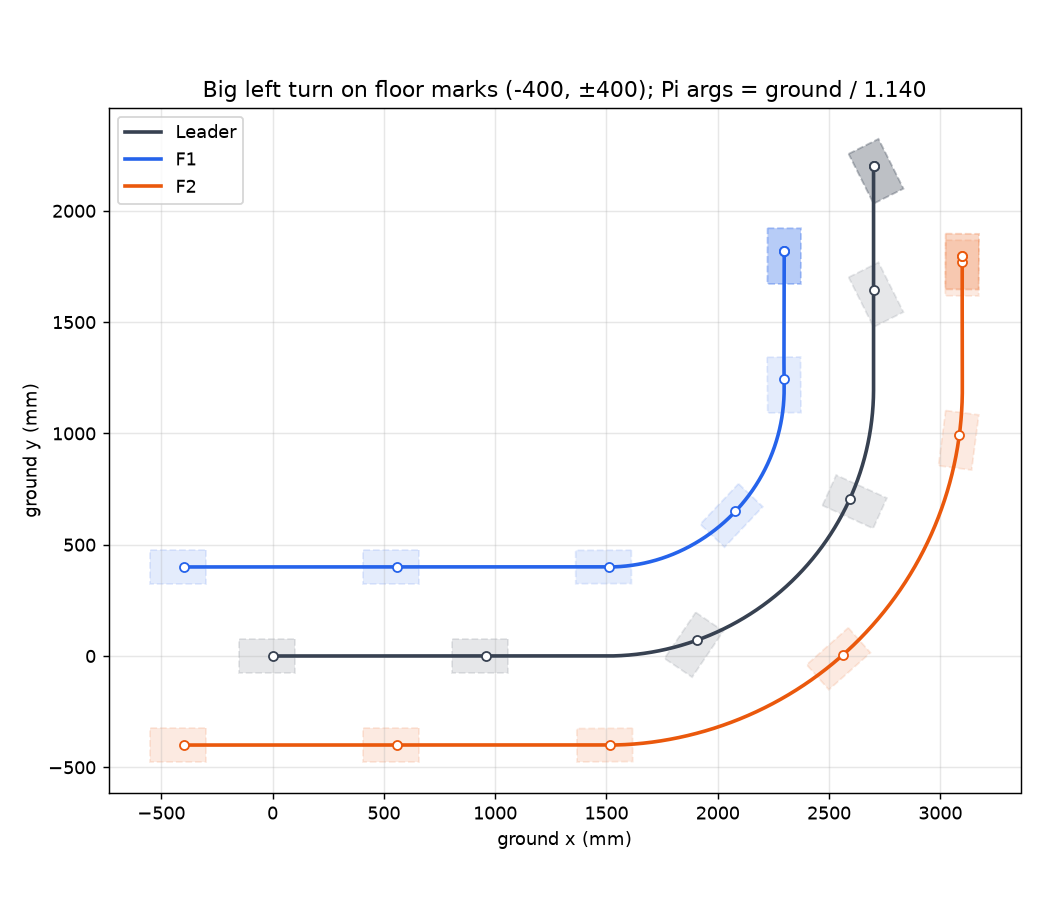 Big left turn on floor marks (-400, ±400); Pi args = ground / 1.140
Leader
F1
F2
2000
1500
1000
500
0
−500
ground y (mm)
−500
0
500
1000
1500
2000
2500
3000
ground x (mm)